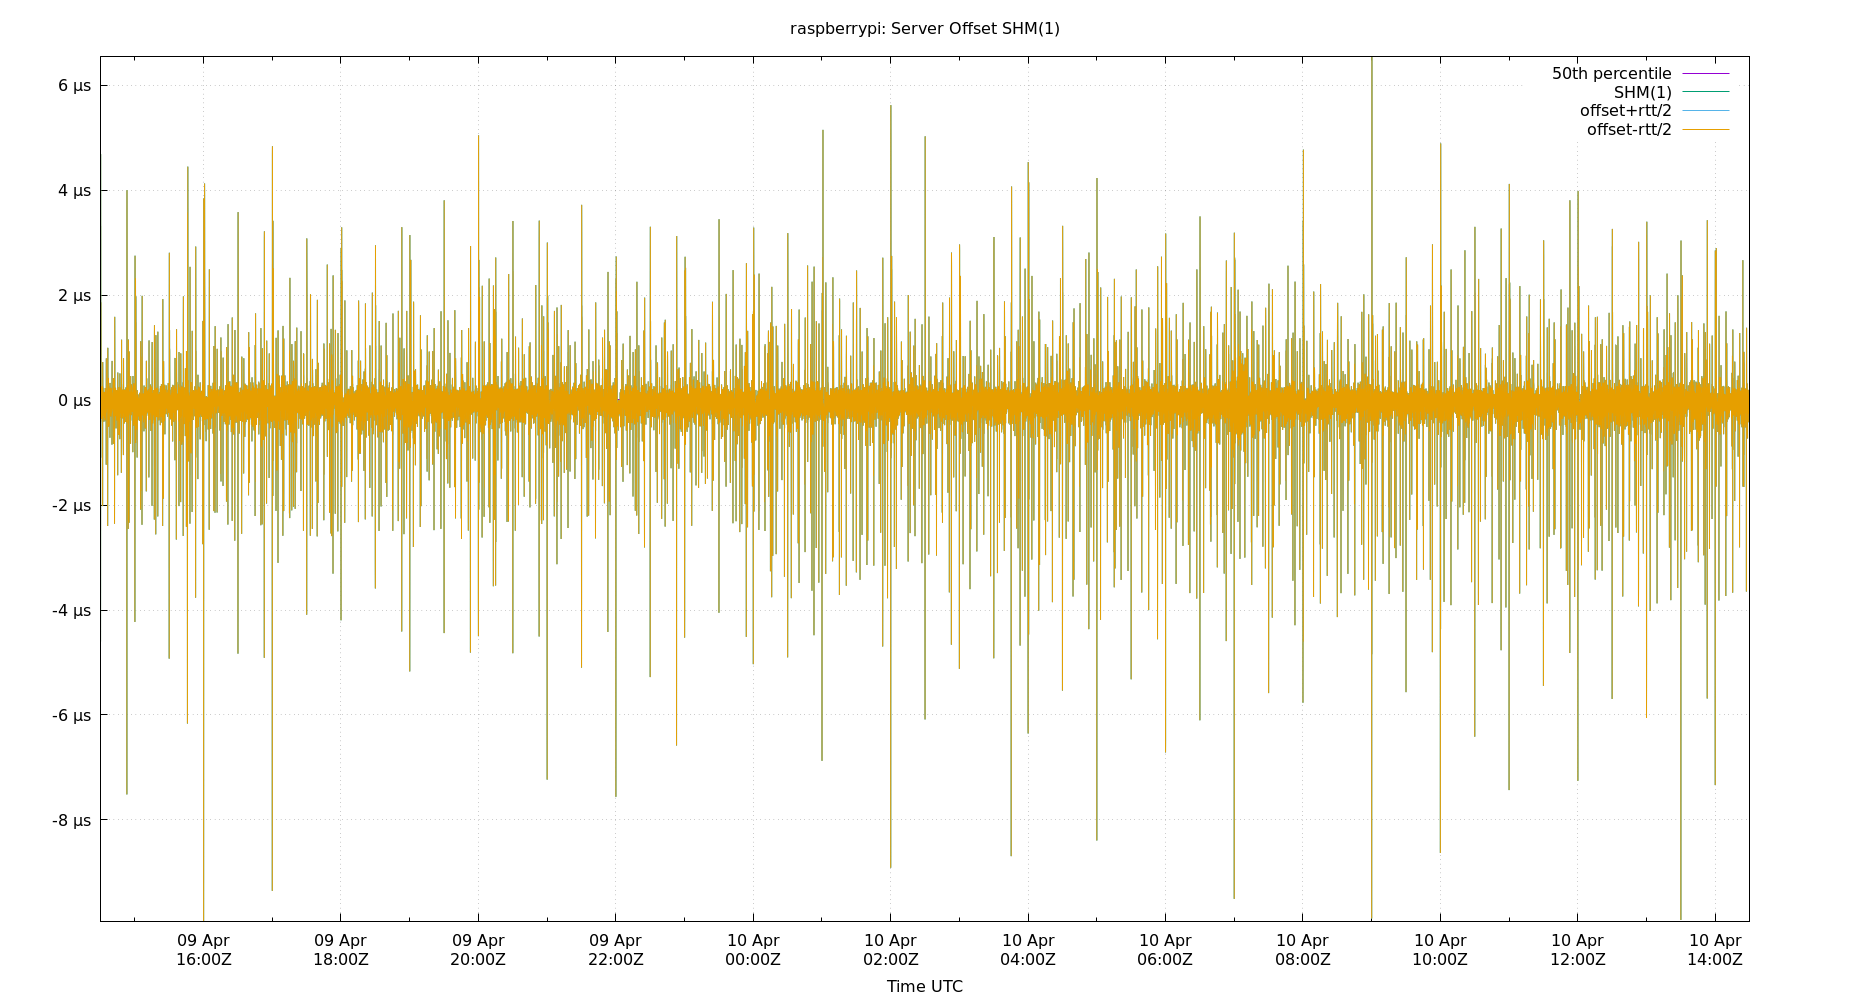 raspberrypi: Server Offset SHM(1)
50th percentile
SHM(1)
offset+rtt/2
offset-rtt/2
6 µs
4 µs
2 µs
0 µs
-2 µs
-4 µs
-6 µs
-8 µs
09 Apr 09 Apr 09 Apr 09 Apr 10 Apr 10 Apr 10 Apr 10 Apr 10 Apr 10 Apr 10 Apr 10 Apr
16:00Z 18:00Z 20:00Z 22:00Z 00:00Z 02:00Z 04:00Z 06:00Z 08:00Z 10:00Z 12:00Z 14:00Z
Time UTC